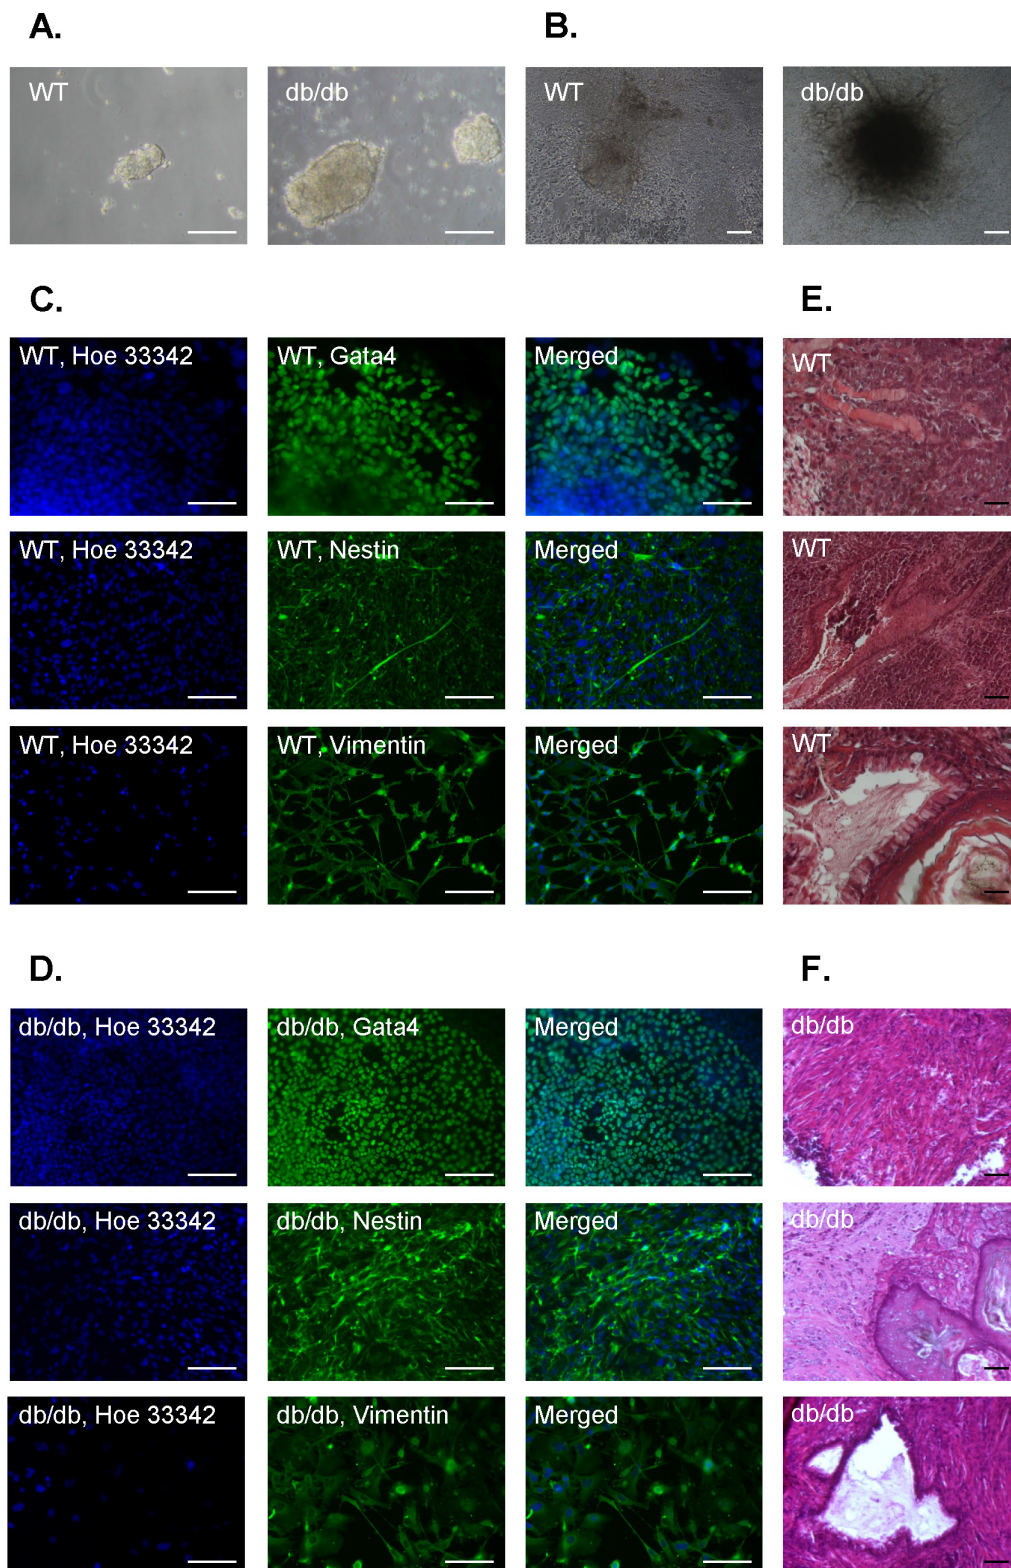 A.
B.
WT
db/db
WT
db/db
C.
E.
WT, Hoe 33342
WT, Gata4
Merged
WT
WT, Hoe 33342
WT, Nestin
Merged
WT
WT, Hoe 33342
WT, Vimentin
Merged
WT
D.
F.
db/db, Hoe 33342
db/db, Gata4
Merged
db/db
db/db, Hoe 33342
db/db, Nestin
Merged
db/db
db/db, Hoe 33342
db/db, Vimentin
Merged
db/db